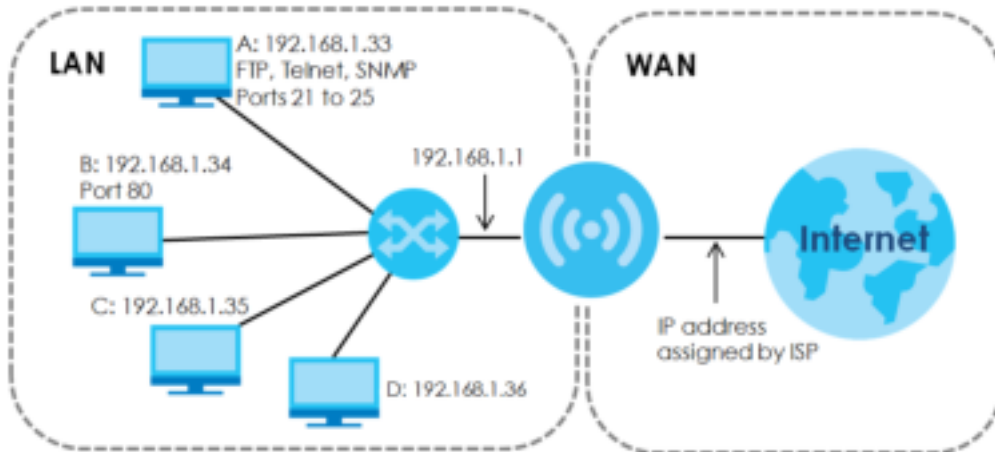 LAN
A: 192.168.1.33
FTP, Telnet, SNMP
Ports 21 to 25
B: 192.168.1.34
Port 80
C: 192.168.1.35
D: 192.168.1.36
192.168.1.1
WAN
Internet
IP address
assigned by ISP